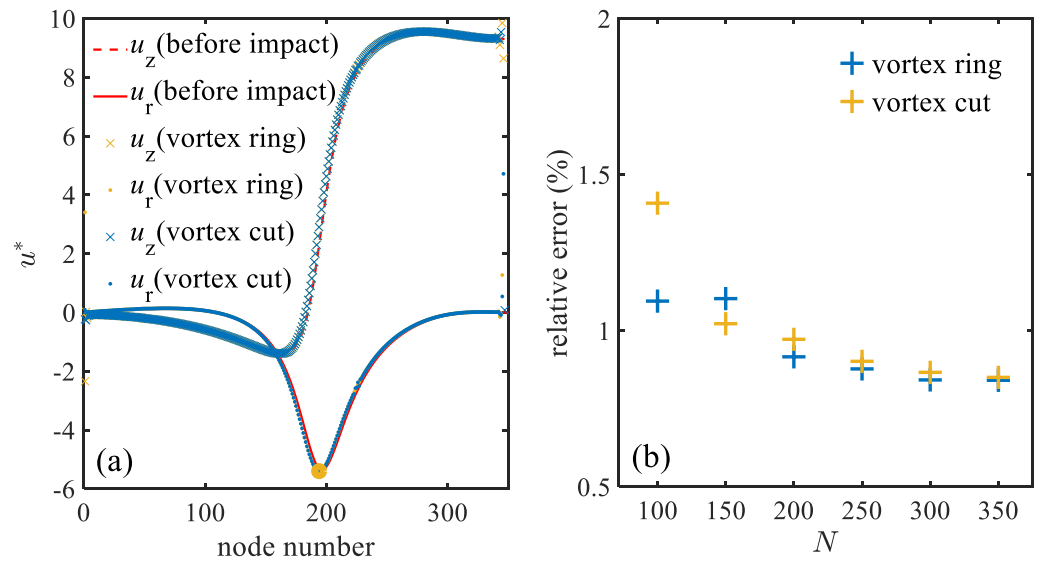 10
8
6
4
2
0
-2
-4
-6
u*
u_z(before impact)
u_r(before impact)
u_z(vortex ring)
u_r(vortex ring)
u_z(vortex cut)
u_r(vortex cut)
(a)
0 100 200 300
node number
2
1.5
1
0.5
relative error (%)
vortex ring
vortex cut
(b)
100 150 200 250 300 350
N